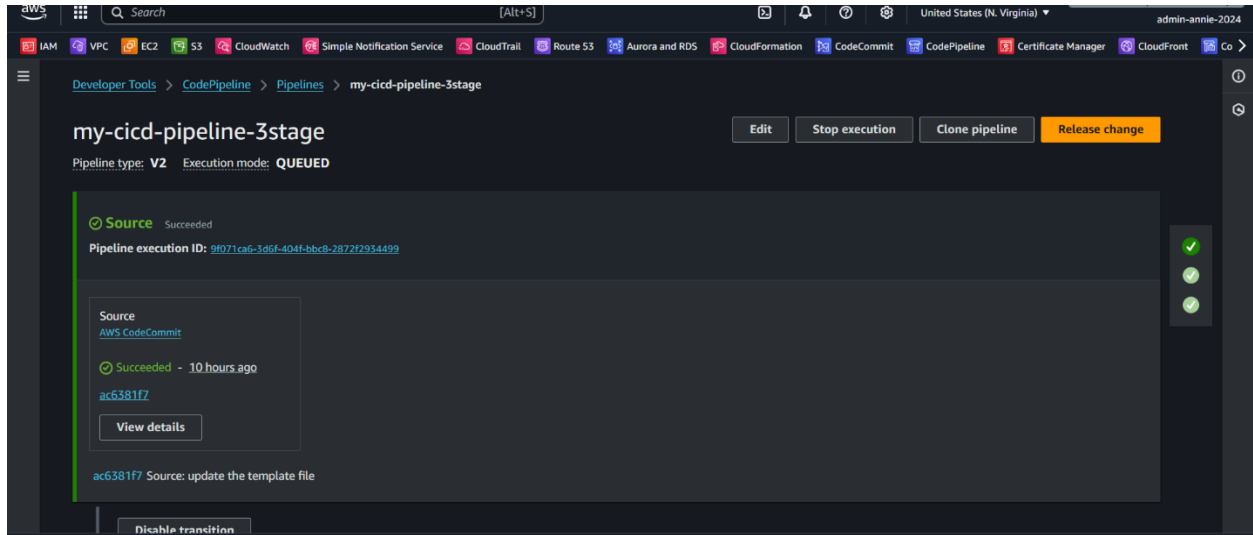 aws
Search [Alt+S] United States (N. Virginia) ▼
admin-annie-2024
IAM VPC EC2 S3 CloudWatch Simple Notification Service CloudTrail Route 53 Aurora and RDS CloudFormation CodeCommit CodePipeline Certificate Manager CloudFront Co
Developer Tools > CodePipeline > Pipelines > my-cicd-pipeline-3stage
my-cicd-pipeline-3stage
Edit Stop execution Clone pipeline Release change
Pipeline type: V2 Execution mode: QUEUED
Source Succeeded
Pipeline execution ID: 9f071ca6-3d6f-404f-bbc8-2872f2934499
Source
AWS CodeCommit
Succeeded - 10 hours ago
ac6381f7
View details
ac6381f7 Source: update the template file
Disable transition